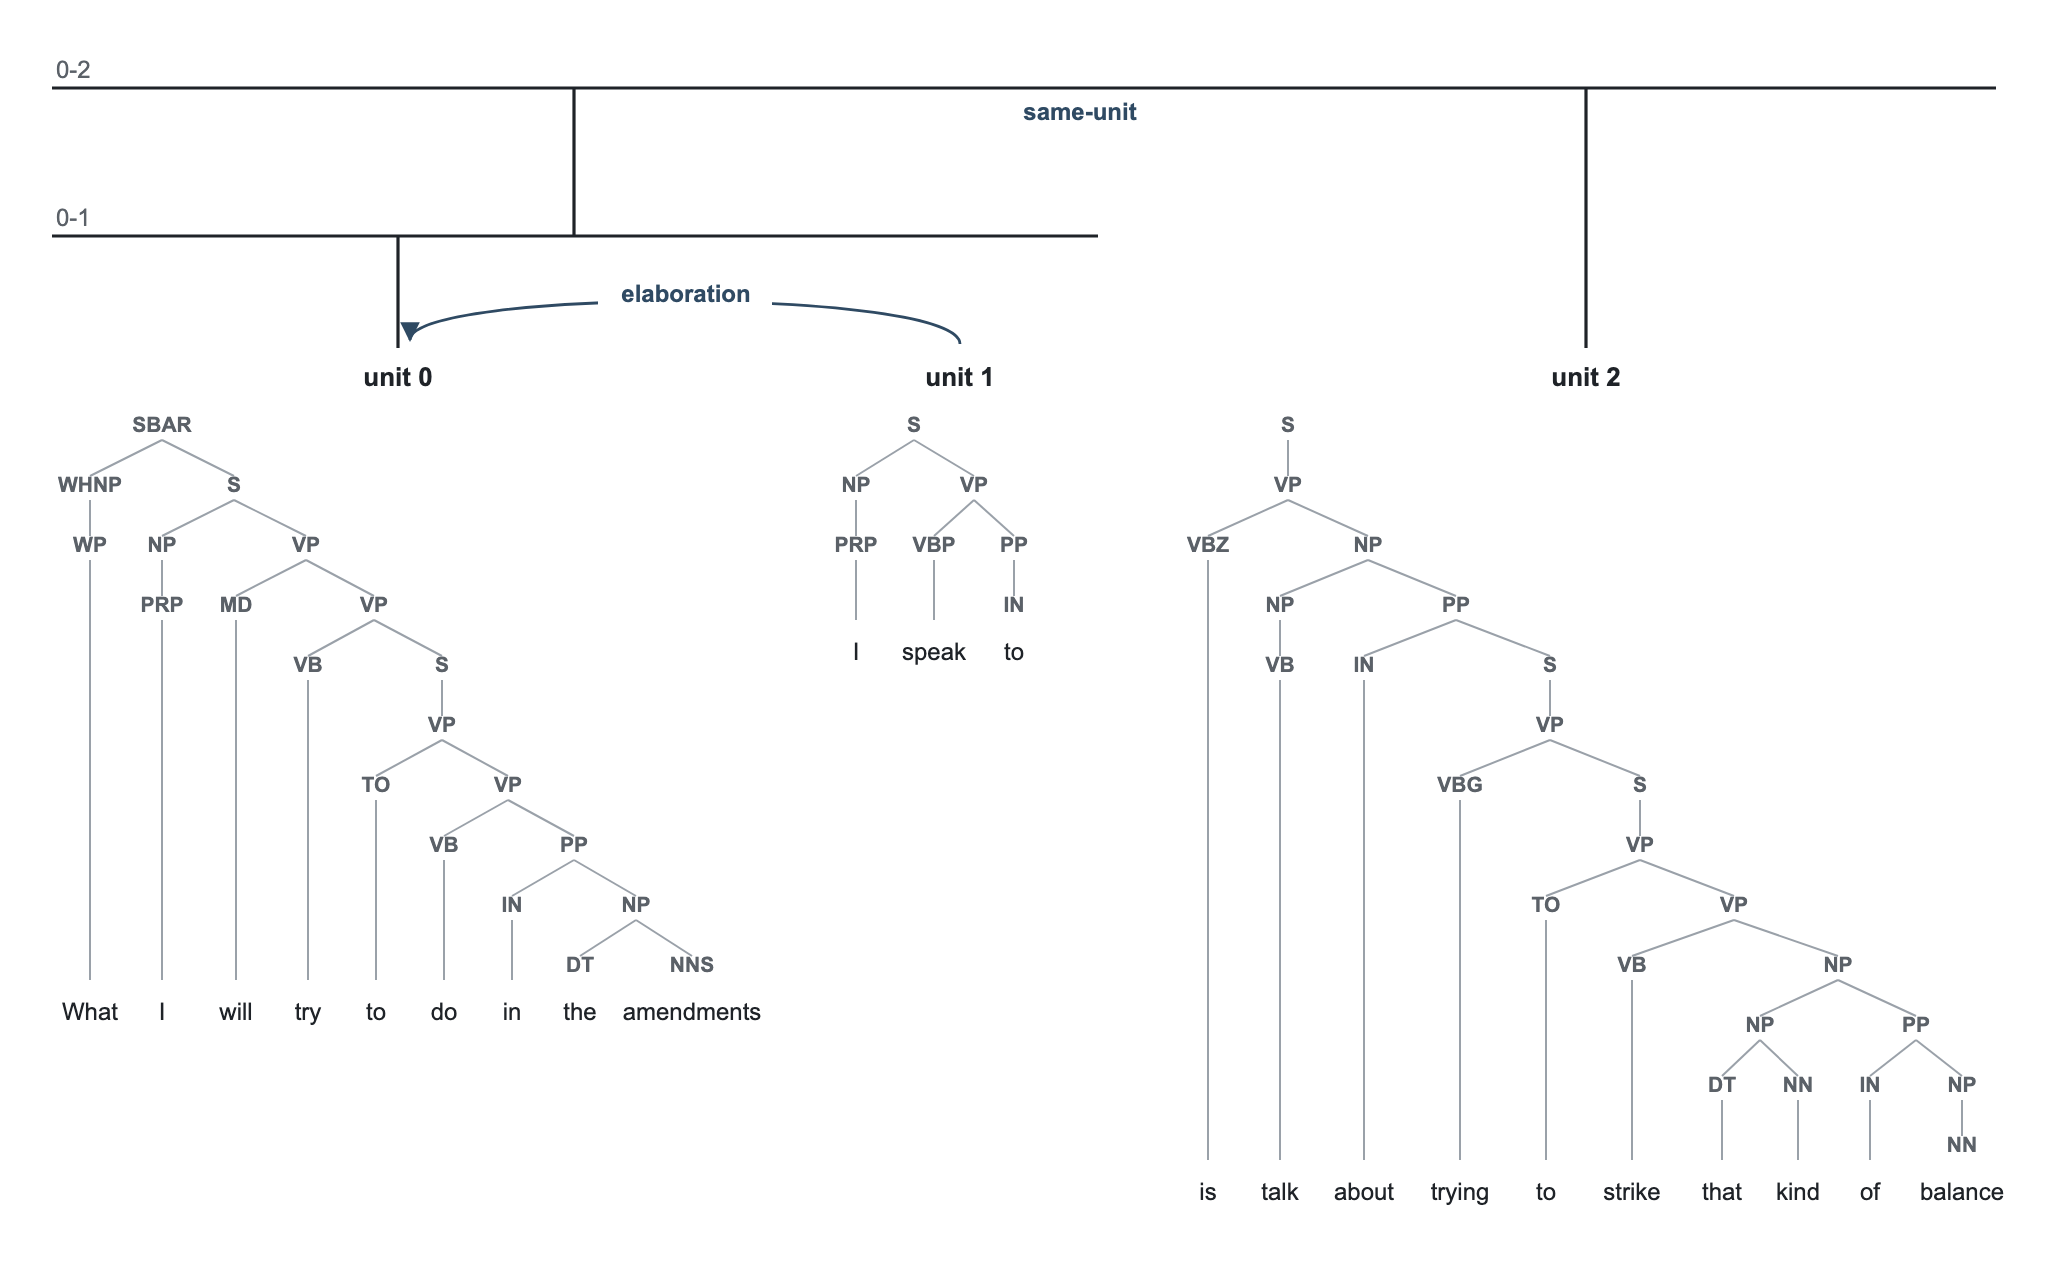 0-2
same-unit
0-1
elaboration
unit 0 unit 1 unit 2
SBAR S S
WHNP S NP VP VP
WP NP VP PRP VBP PP VBZ NP
PRP MD VP IN NP PP
I speak to
VB S VB IN S
VP VP
TO VP VBG S
VB PP VP
IN NP TO VP
DT NNS VB NP
What I will try to do in the amendments
NP PP
DT NN IN NP
NN
is talk about trying to strike that kind of balance